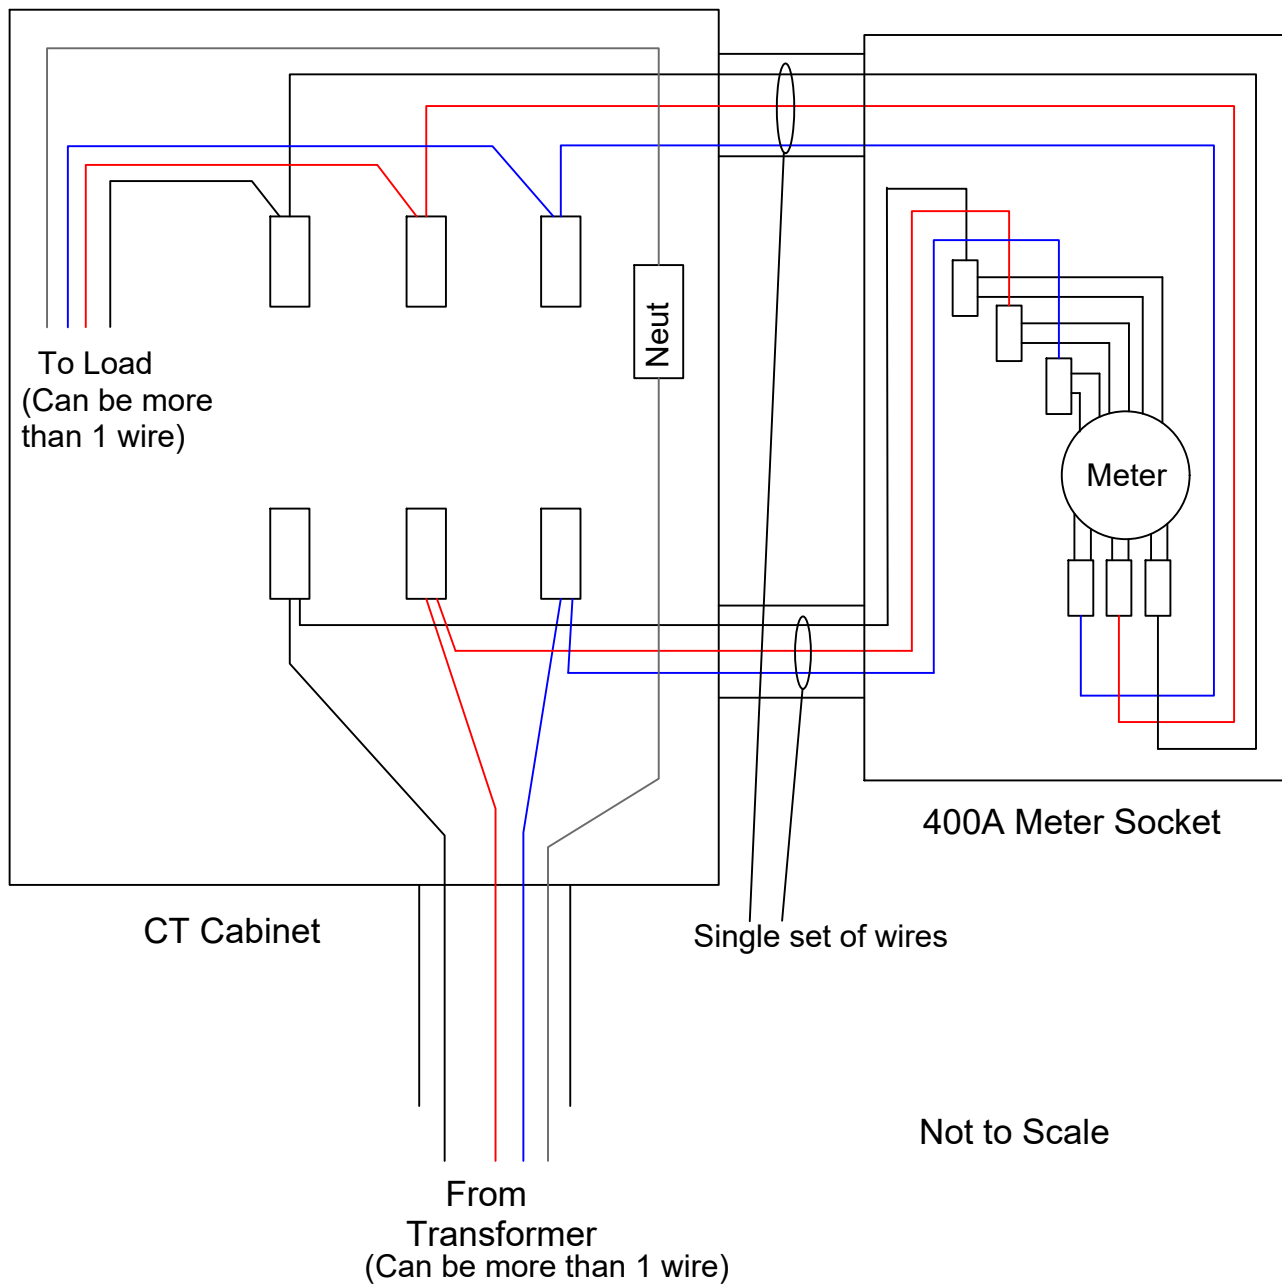 Neut
To Load
(Can be more
than 1 wire)
Meter
400A Meter Socket
CT Cabinet
Single set of wires
Not to Scale
From
Transformer
(Can be more than 1 wire)